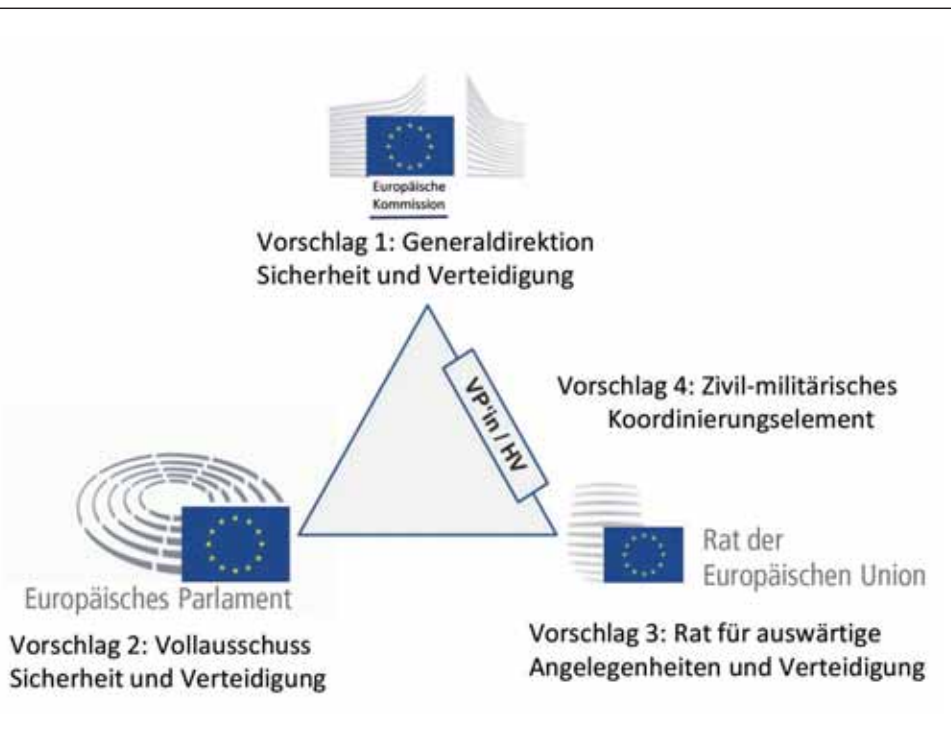 Europäische
Kommission
Vorschlag 1: Generaldirektion
Sicherheit und Verteidigung
VP'in / HV
Vorschlag 4: Zivil-militärisches
Koordinierungselement
Europäisches Parlament
Vorschlag 2: Vollausschuss
Sicherheit und Verteidigung
Rat der
Europäischen Union
Vorschlag 3: Rat für auswärtige
Angelegenheiten und Verteidigung